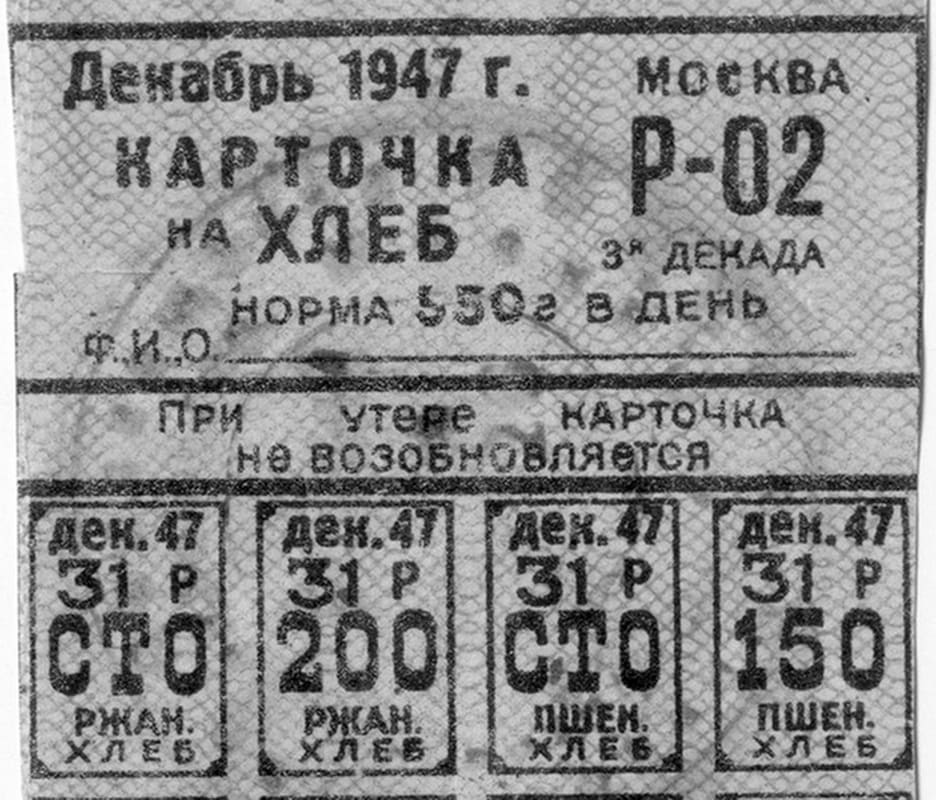 Декабрь 1947 г.
МОСКВА
КАРТОЧКА
Р-02
НА ХЛЕБ
3я ДЕКАДА
НОРМА 550г В ДЕНЬ
Ф.,И.,О.
При утере КАРТОЧКА
не возобновляется
дек. 47
31 Р
СТО
РЖАН.
ХЛЕБ
дек. 47
31 Р
200
РЖАН.
ХЛЕБ
дек. 47
31 Р
СТО
ПШЕН.
ХЛЕБ
дек. 47
31 Р
150
ПШЕН.
ХЛЕБ